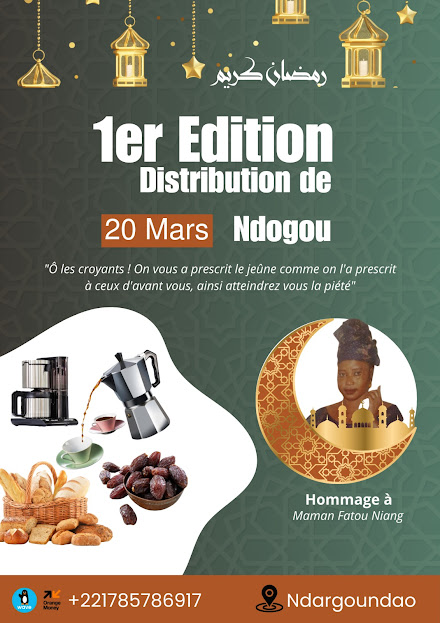 رمضان كريم
1er Edition
Distribution de
20 Mars Ndogou
"Ô les croyants ! On vous a prescrit le jeûne comme on l'a prescrit
à ceux d'avant vous, ainsi atteindrez vous la piété"
Hommage à
Maman Fatou Niang
wave Orange Money +221785786917 Ndargoundao